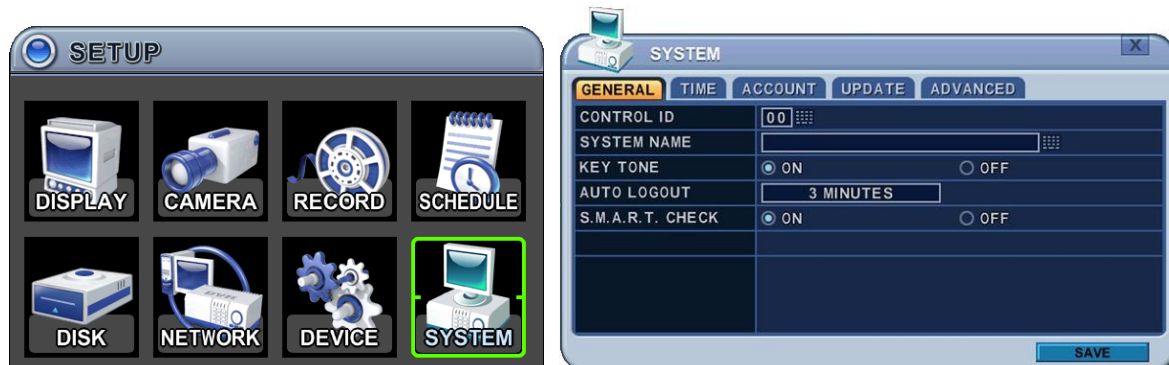 SETUP
DISPLAY CAMERA RECORD SCHEDULE
DISK NETWORK DEVICE SYSTEM
SYSTEM X
GENERAL TIME ACCOUNT UPDATE ADVANCED
CONTROL ID 00
SYSTEM NAME
KEY TONE ON OFF
AUTO LOGOUT 3 MINUTES
S.M.A.R.T. CHECK ON OFF
SAVE